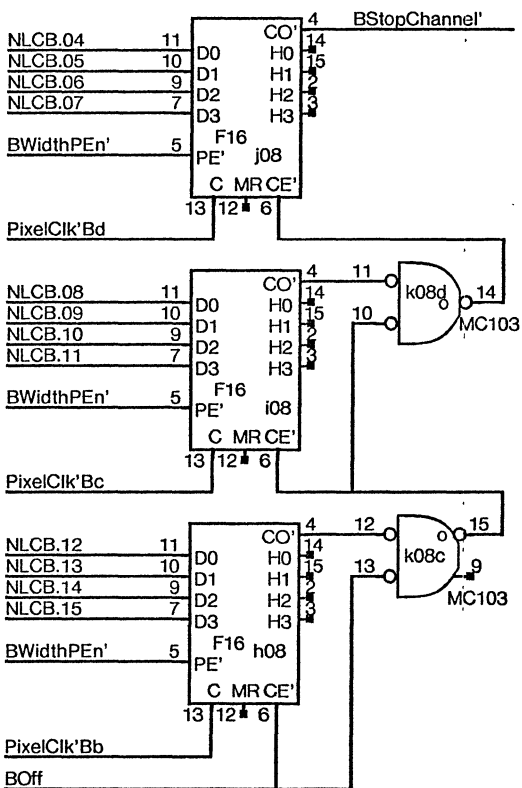 4 BStopChannel'
CO' 14
NLCB.04 11 D0 H0 15
NLCB.05 10 D1 H1 2
NLCB.06 9 D2 H2 3
NLCB.07 7 D3 H3
F16
BWidthPEn' 5 PE' j08
C MR CE'
13 12 6
PixelClk'Bd
4 11
CO' 14 k08d o 14
NLCB.08 11 D0 H0 15 10 MC103
NLCB.09 10 D1 H1 2
NLCB.10 9 D2 H2 3
NLCB.11 7 D3 H3
F16
BWidthPEn' 5 PE' i08
C MR CE'
13 12 6
PixelClk'Bc
4 12 o 15
CO' 14 k08c
NLCB.12 11 D0 H0 15 13 9
NLCB.13 10 D1 H1 2 MC103
NLCB.14 9 D2 H2 3
NLCB.15 7 D3 H3
F16 h08
BWidthPEn' 5 PE'
C MR CE'
13 12 6
PixelClk'Bb
BOff